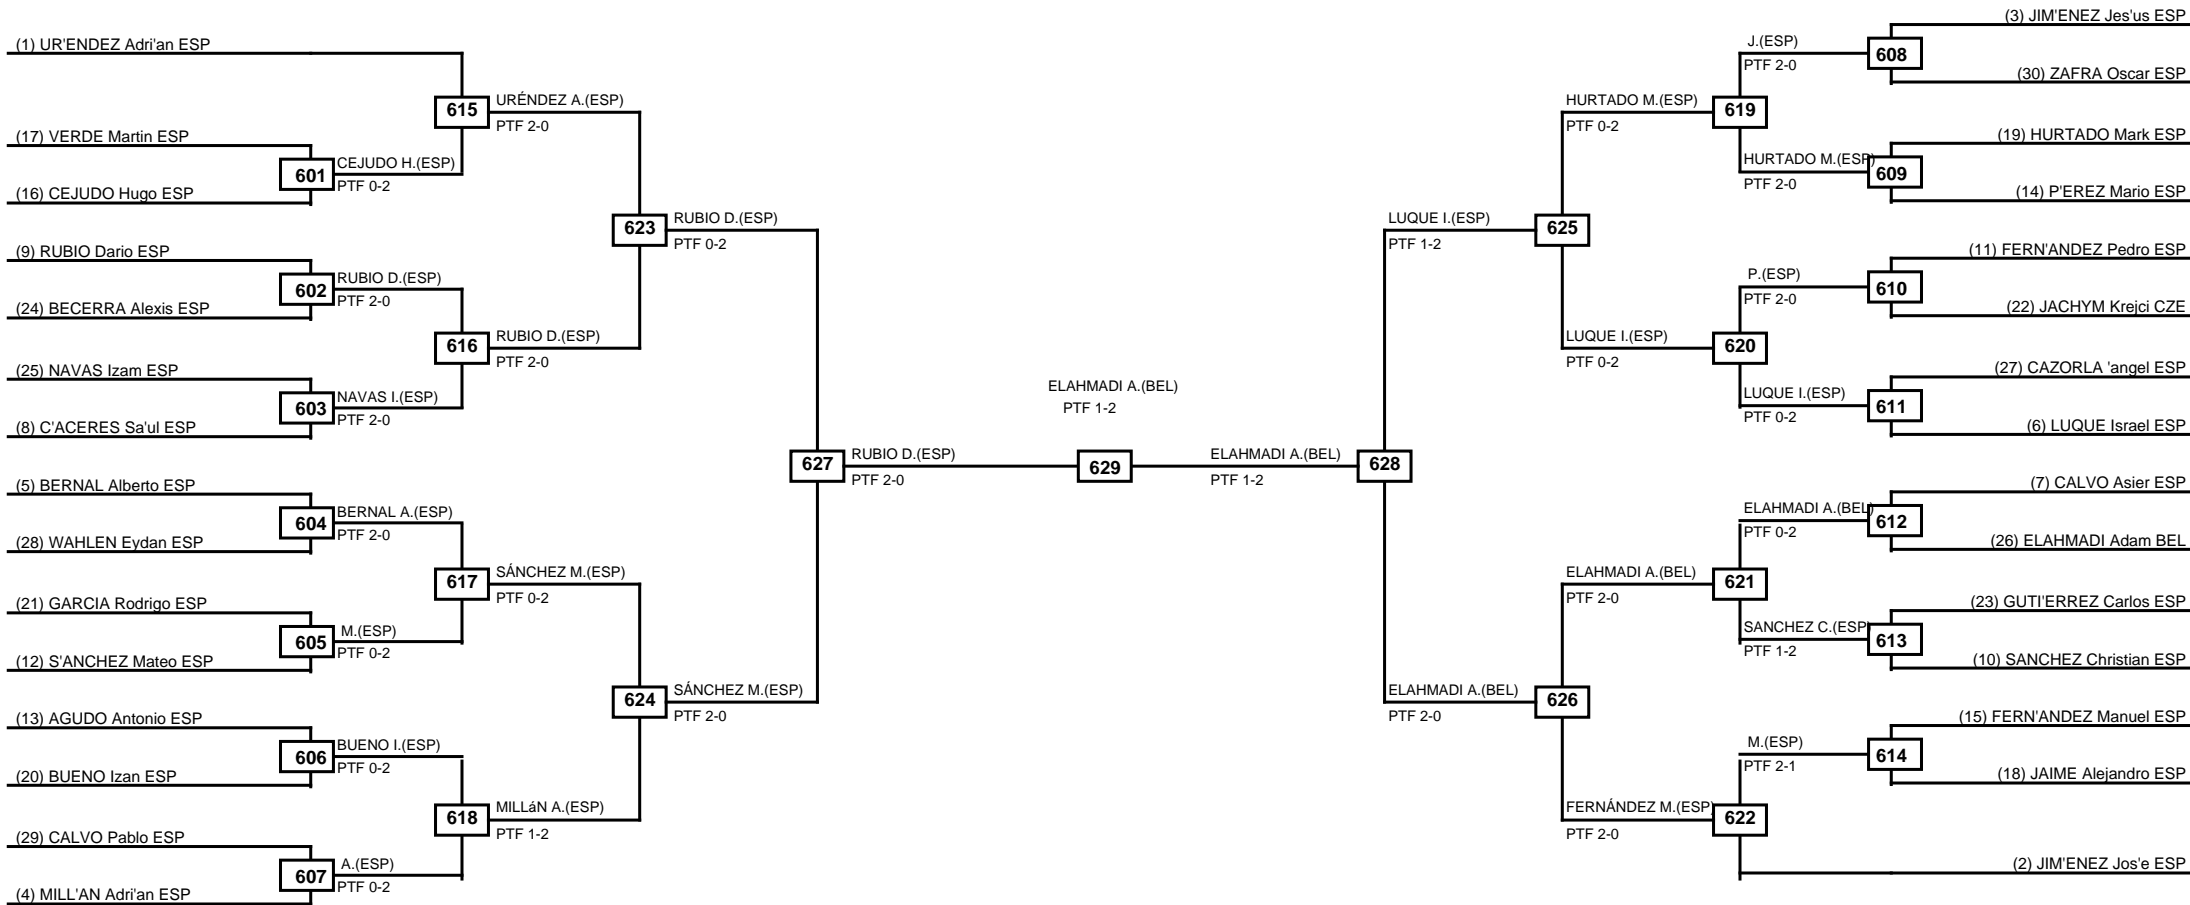 (1) UR'ENDEZ Adri'an ESP
(17) VERDE Martin ESP
(16) CEJUDO Hugo ESP
(9) RUBIO Dario ESP
(24) BECERRA Alexis ESP
(25) NAVAS Izam ESP
(8) C'ACERES Sa'ul ESP
(5) BERNAL Alberto ESP
(28) WAHLEN Eydan ESP
(21) GARCIA Rodrigo ESP
(12) S'ANCHEZ Mateo ESP
(13) AGUDO Antonio ESP
(20) BUENO Izan ESP
(29) CALVO Pablo ESP
(4) MILL'AN Adri'an ESP
601
CEJUDO H.(ESP)
PTF 0-2
602
RUBIO D.(ESP)
PTF 2-0
603
NAVAS I.(ESP)
PTF 2-0
604
BERNAL A.(ESP)
PTF 2-0
605
M.(ESP)
PTF 0-2
606
BUENO I.(ESP)
PTF 0-2
607
A.(ESP)
PTF 0-2
615
URÉNDEZ A.(ESP)
PTF 2-0
616
RUBIO D.(ESP)
PTF 2-0
617
SÁNCHEZ M.(ESP)
PTF 0-2
618
MILLáN A.(ESP)
PTF 1-2
623
RUBIO D.(ESP)
PTF 0-2
624
SÁNCHEZ M.(ESP)
PTF 2-0
627
RUBIO D.(ESP)
PTF 2-0
ELAHMADI A.(BEL)
PTF 1-2
629
ELAHMADI A.(BEL)
PTF 1-2
628
LUQUE I.(ESP)
PTF 1-2
625
ELAHMADI A.(BEL)
PTF 2-0
626
HURTADO M.(ESP)
PTF 0-2
619
LUQUE I.(ESP)
PTF 0-2
620
ELAHMADI A.(BEL)
PTF 2-0
621
FERNÁNDEZ M.(ESP)
PTF 2-0
622
J.(ESP)
PTF 2-0
608
HURTADO M.(ESP)
PTF 2-0
609
P.(ESP)
PTF 2-0
610
LUQUE I.(ESP)
PTF 0-2
611
ELAHMADI A.(BEL)
PTF 0-2
612
SANCHEZ C.(ESP)
PTF 1-2
613
M.(ESP)
PTF 2-1
614
(3) JIM'ENEZ Jes'us ESP
(30) ZAFRA Oscar ESP
(19) HURTADO Mark ESP
(14) P'EREZ Mario ESP
(11) FERN'ANDEZ Pedro ESP
(22) JACHYM Krejci CZE
(27) CAZORLA 'angel ESP
(6) LUQUE Israel ESP
(7) CALVO Asier ESP
(26) ELAHMADI Adam BEL
(23) GUTI'ERREZ Carlos ESP
(10) SANCHEZ Christian ESP
(15) FERN'ANDEZ Manuel ESP
(18) JAIME Alejandro ESP
(2) JIM'ENEZ Jos'e ESP